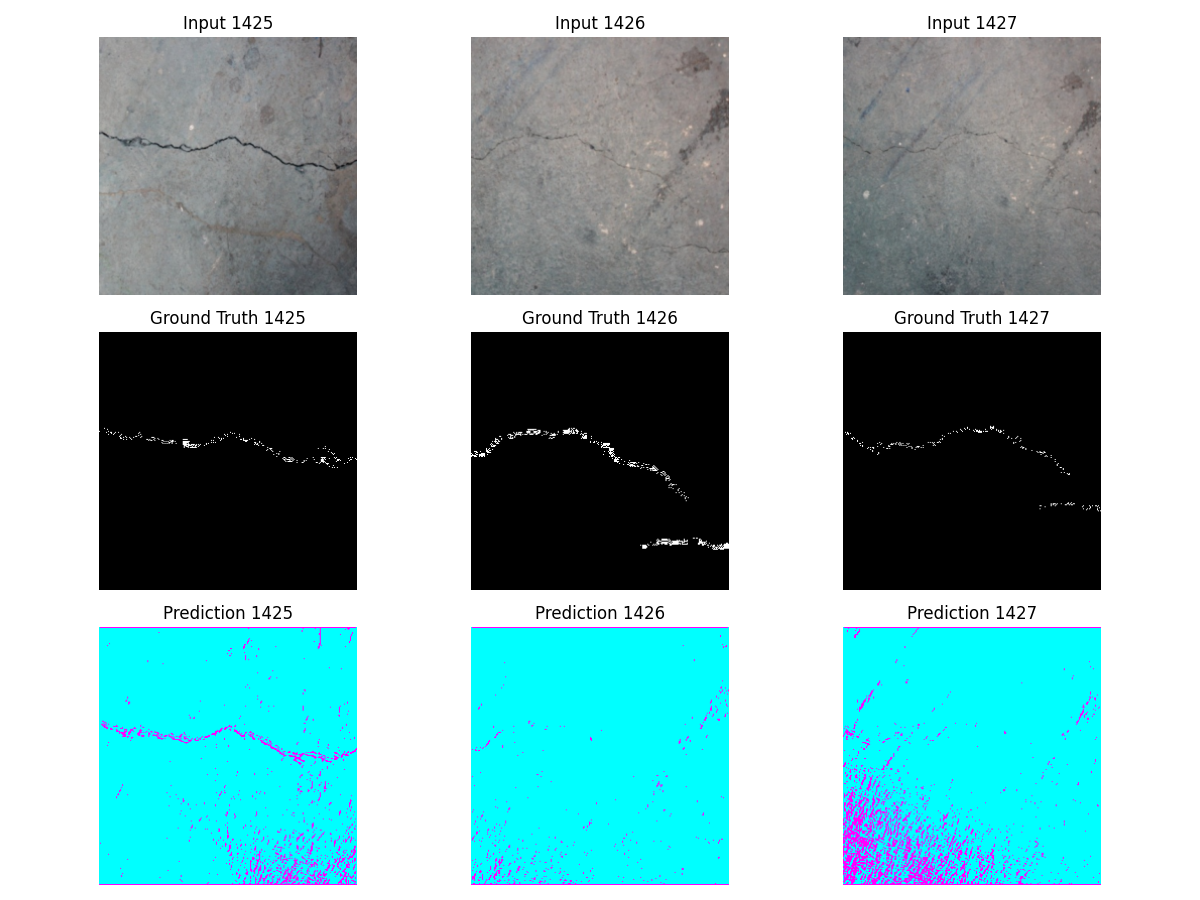 Input 1425
Input 1426
Input 1427
Ground Truth 1425
Ground Truth 1426
Ground Truth 1427
Prediction 1425
Prediction 1426
Prediction 1427